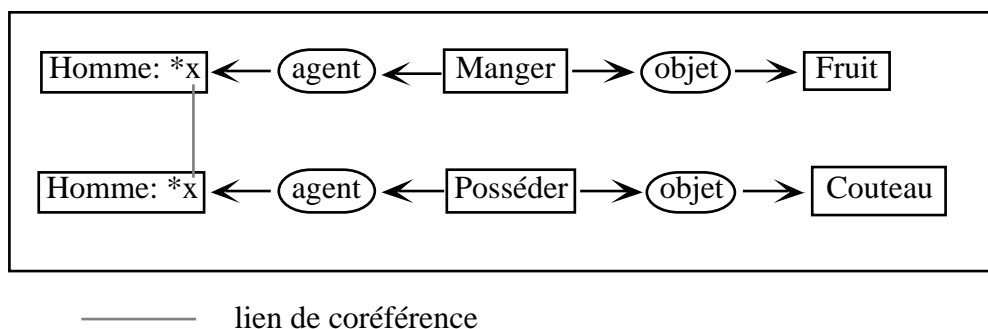 Homme: *x agent Manger objet Fruit
Homme: *x agent Posséder objet Couteau
lien de coréférence